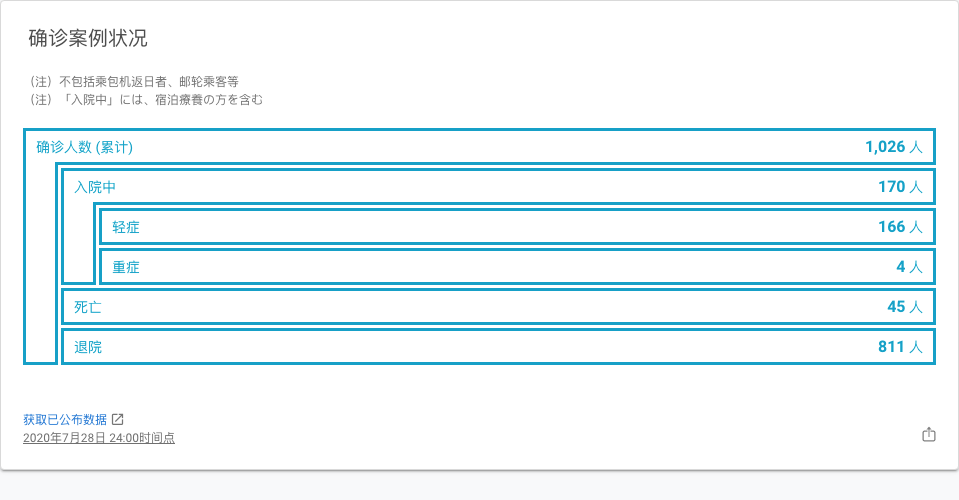 确诊案例状况
（注）不包括乘包机返日者、邮轮乘客等
（注）「入院中」には、宿泊療養の方を含む
确诊人数 (累计) 1,026 人
入院中 170 人
轻症 166 人
重症 4 人
死亡 45 人
退院 811 人
获取已公布数据
2020年7月28日 24:00时间点